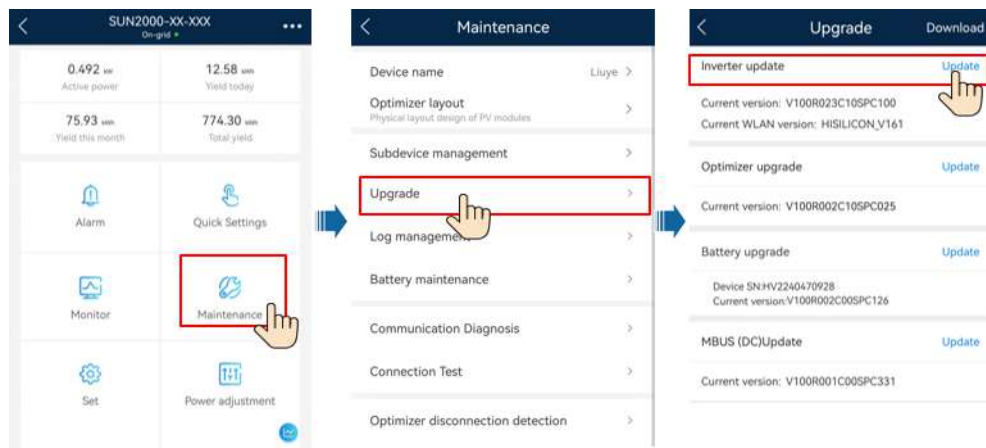 SUN2000-XX-XXX
On-grid
0.492 kW
12.58 kWh
Active power
Yield today
75.93 kWh
774.30 kWh
Yield this month
Total yield
Alarm
Quick Settings
Monitor
Maintenance
Set
Power adjustment
Maintenance
Device name
Liuye
Optimizer layout
Physical layout design of PV modules
Subdevice management
Upgrade
Log management
Battery maintenance
Communication Diagnosis
Connection Test
Optimizer disconnection detection
Upgrade
Download
Inverter update
Update
Current version: V100R023C10SPC100
Current WLAN version: HISILICON_V161
Optimizer upgrade
Update
Current version: V100R002C10SPC025
Battery upgrade
Update
Device SN:HV2240470928
Current version:V100R002C00SPC126
MBUS (DC)Update
Update
Current version: V100R001C00SPC331